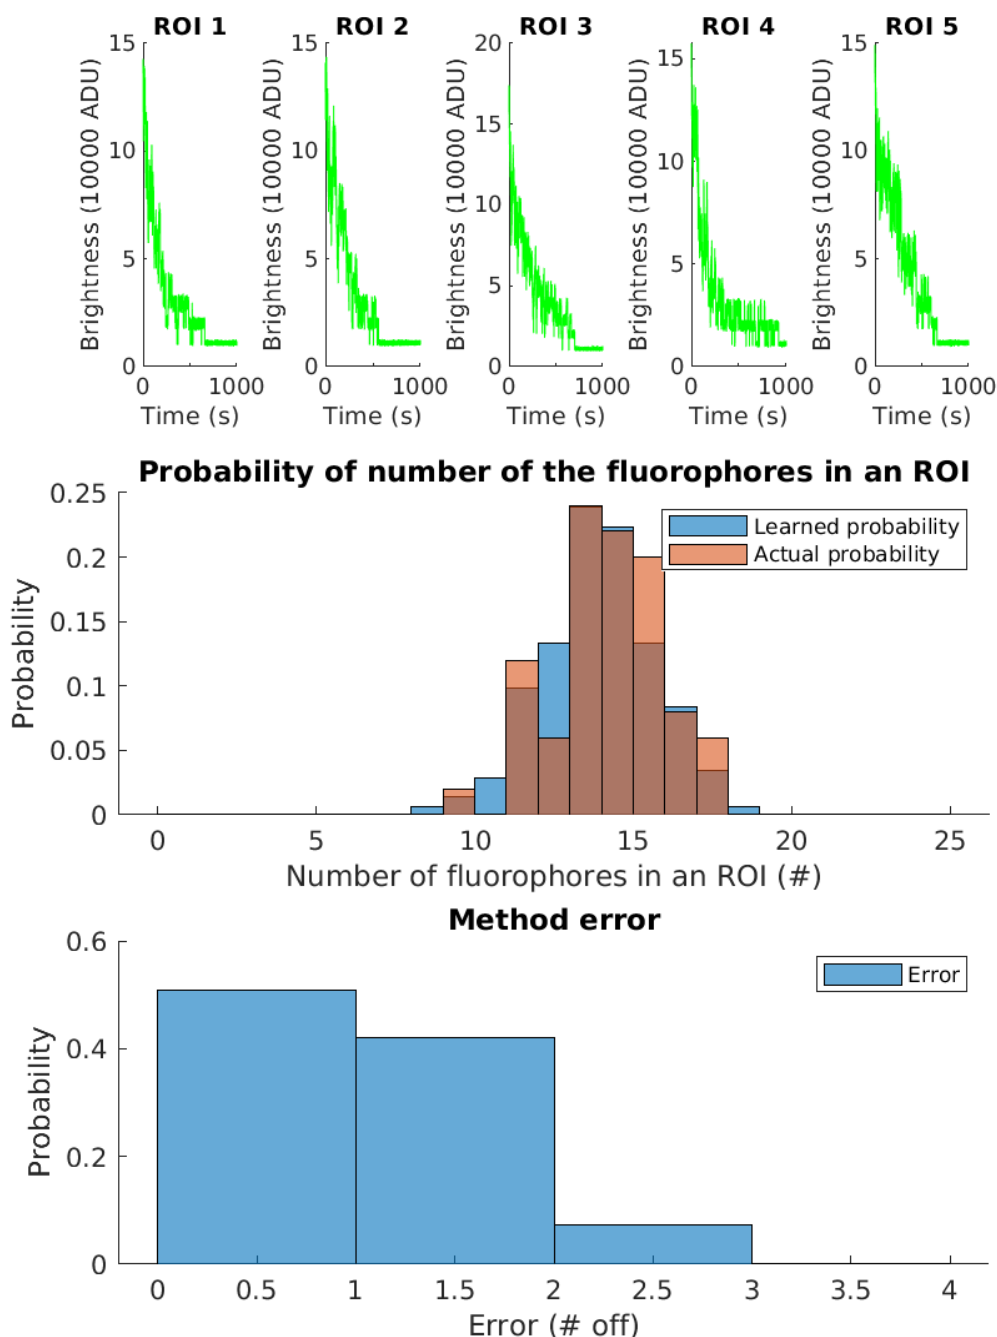 ROI 1 ROI 2 ROI 3 ROI 4 ROI 5
Brightness (10000 ADU) Brightness (10000 ADU) Brightness (10000 ADU) Brightness (10000 ADU) Brightness (10000 ADU)
15 15 20 15 15
10 10 15 10 10
5 5 10 5 5
0 0 5 0 0
0
0 1000 0 1000 0 1000 0 1000 0 1000
Time (s) Time (s) Time (s) Time (s) Time (s)
Probability of number of the fluorophores in an ROI
Probability
0.25
0.2
0.15
0.1
0.05
0
Learned probability
Actual probability
0 5 10 15 20 25
Number of fluorophores in an ROI (#)
Method error
Probability
0.6
0.4
0.2
0
Error
0 0.5 1 1.5 2 2.5 3 3.5 4
Error (# off)